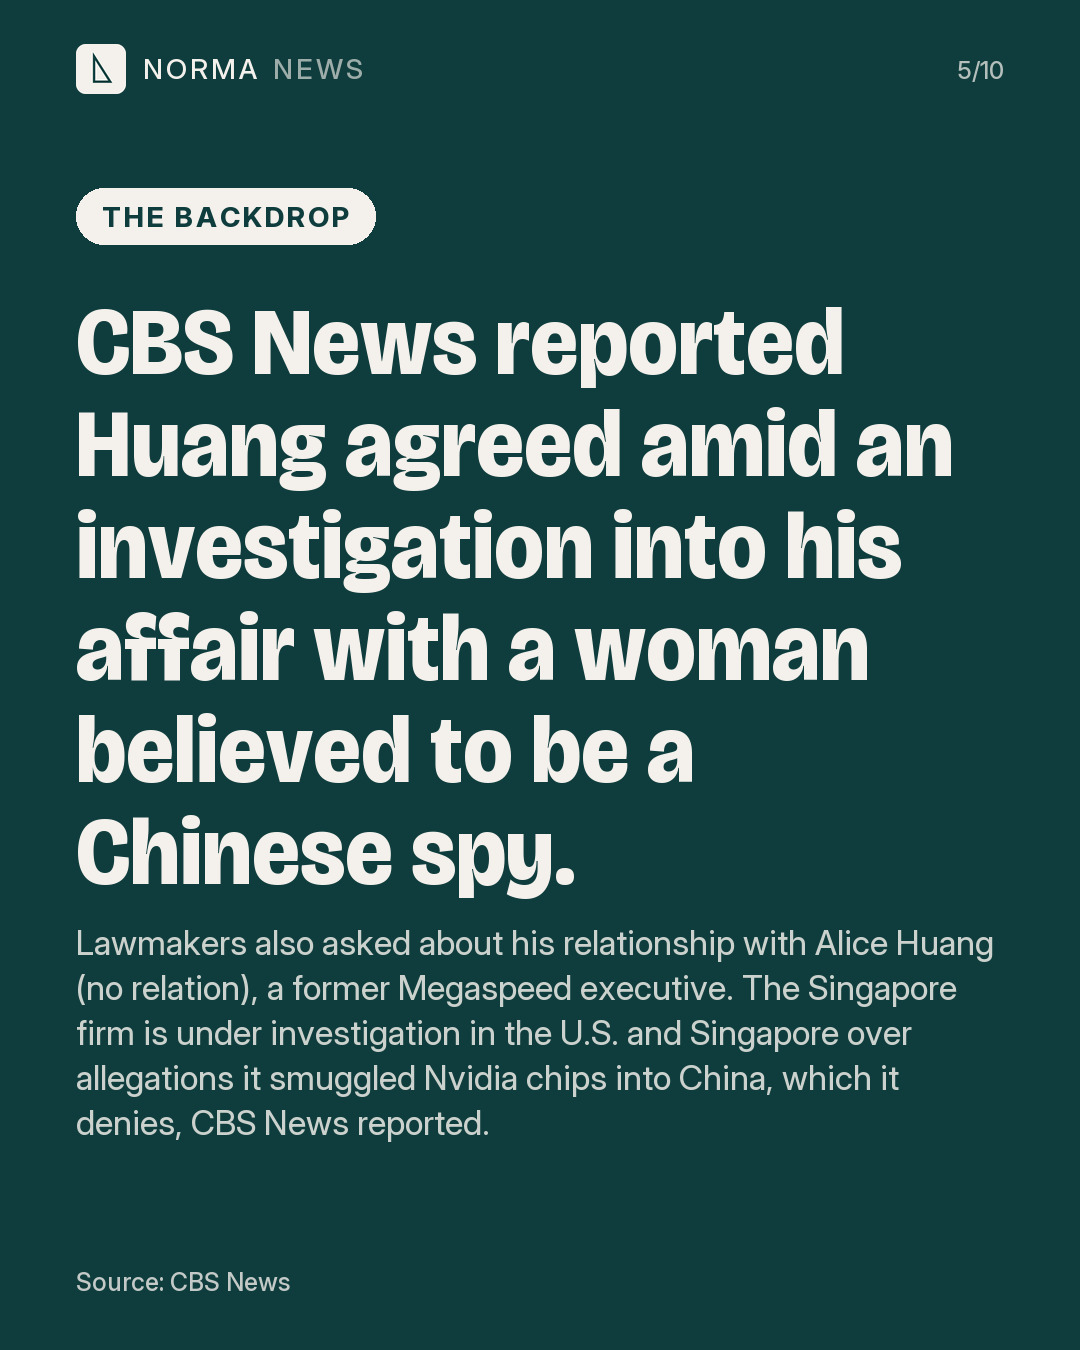 NORMA NEWS
5/10
THE BACKDROP
CBS News reported
Huang agreed amid an
investigation into his
affair with a woman
believed to be a
Chinese spy.
Lawmakers also asked about his relationship with Alice Huang
(no relation), a former Megaspeed executive. The Singapore
firm is under investigation in the U.S. and Singapore over
allegations it smuggled Nvidia chips into China, which it
denies, CBS News reported.
Source: CBS News